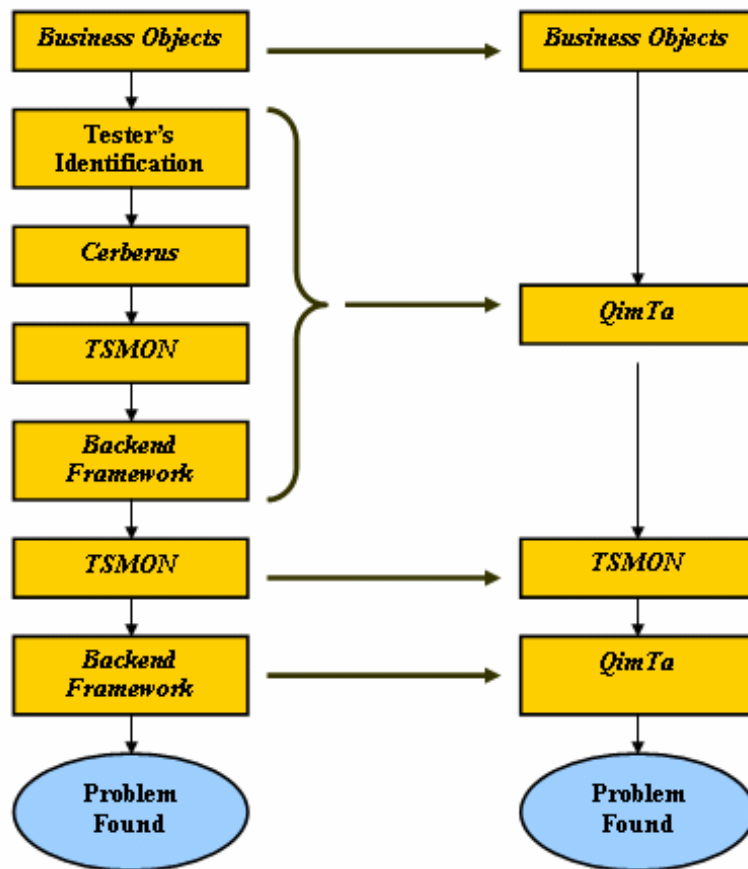 Business Objects
Business Objects
Tester's
Identification
Cerberus
QimTa
TSMON
Backend
Framework
TSMON
TSMON
Backend
Framework
QimTa
Problem
Found
Problem
Found